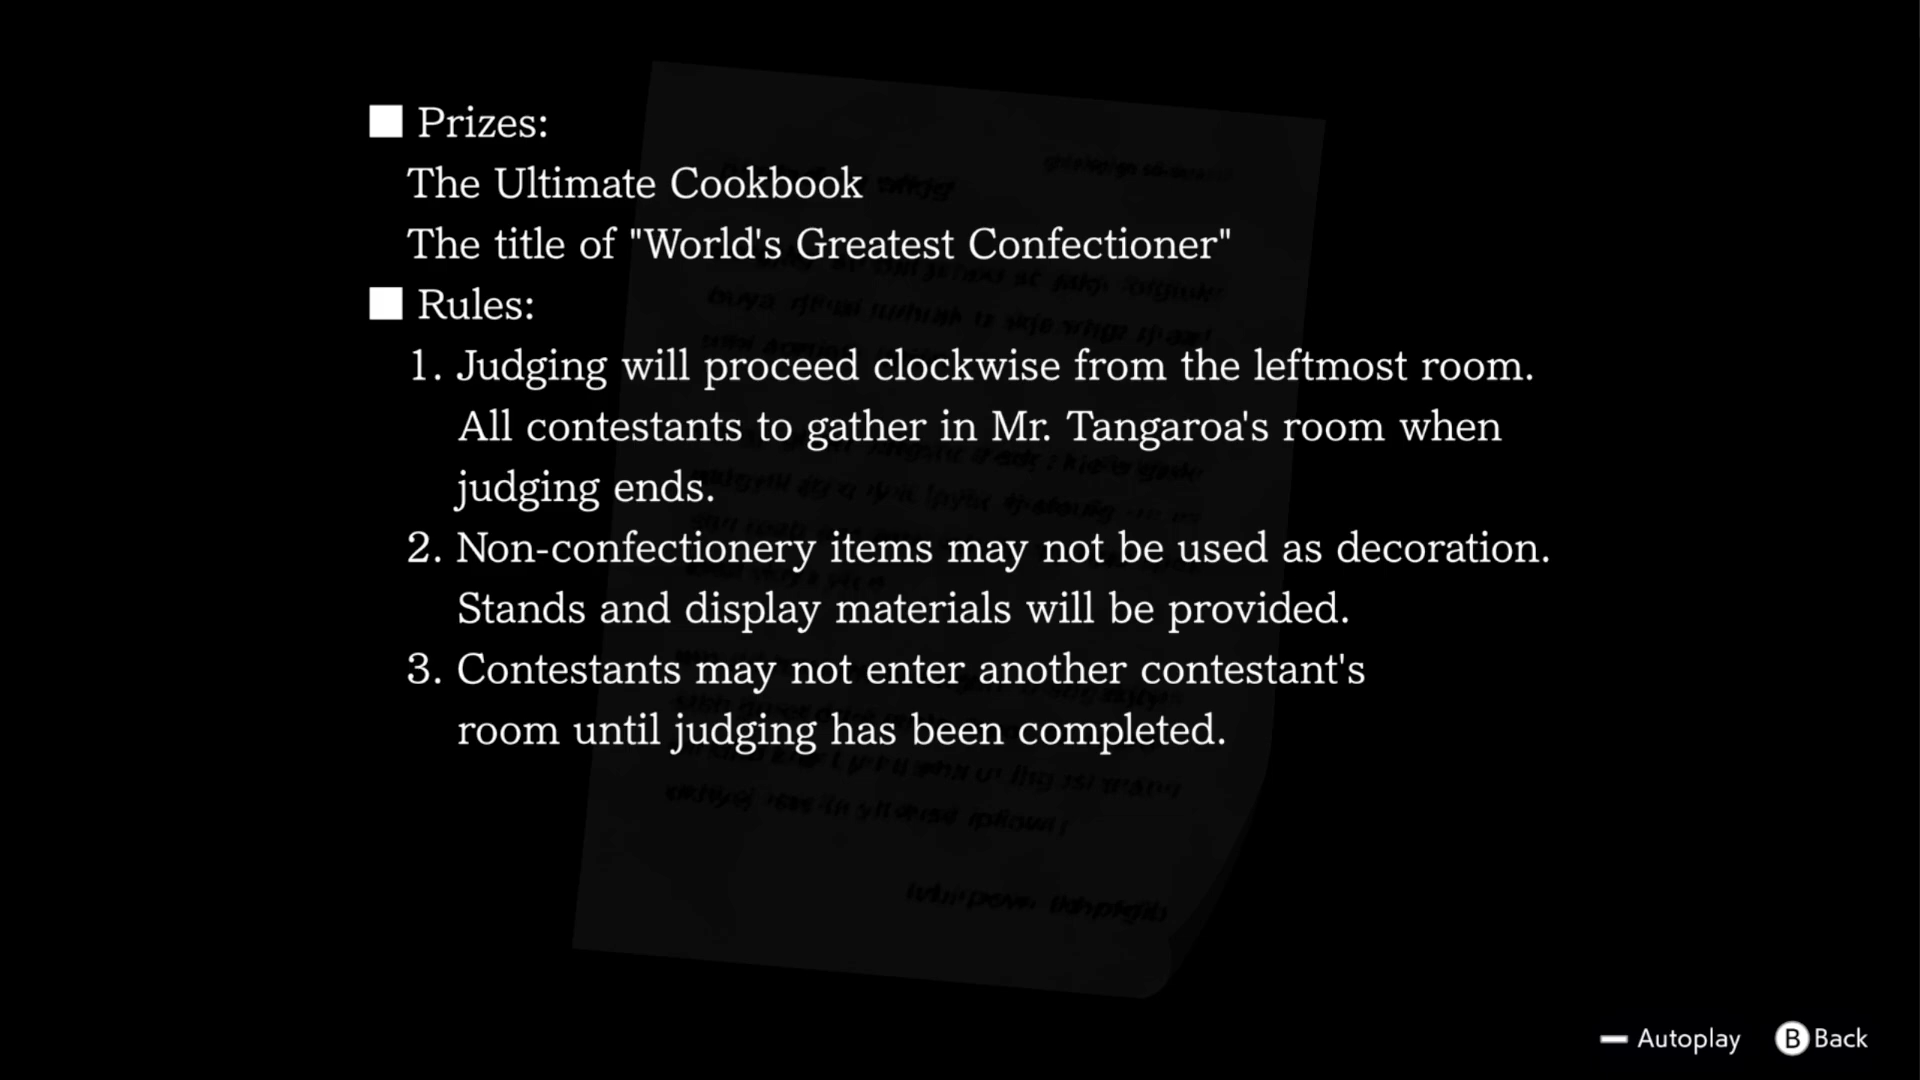 ■ Prizes:
The Ultimate Cookbook
The title of "World's Greatest Confectioner"
■ Rules:
1. Judging will proceed clockwise from the leftmost room.
All contestants to gather in Mr. Tangaroa's room when
judging ends.
2. Non-confectionery items may not be used as decoration.
Stands and display materials will be provided.
3. Contestants may not enter another contestant's
room until judging has been completed.
Autoplay B Back